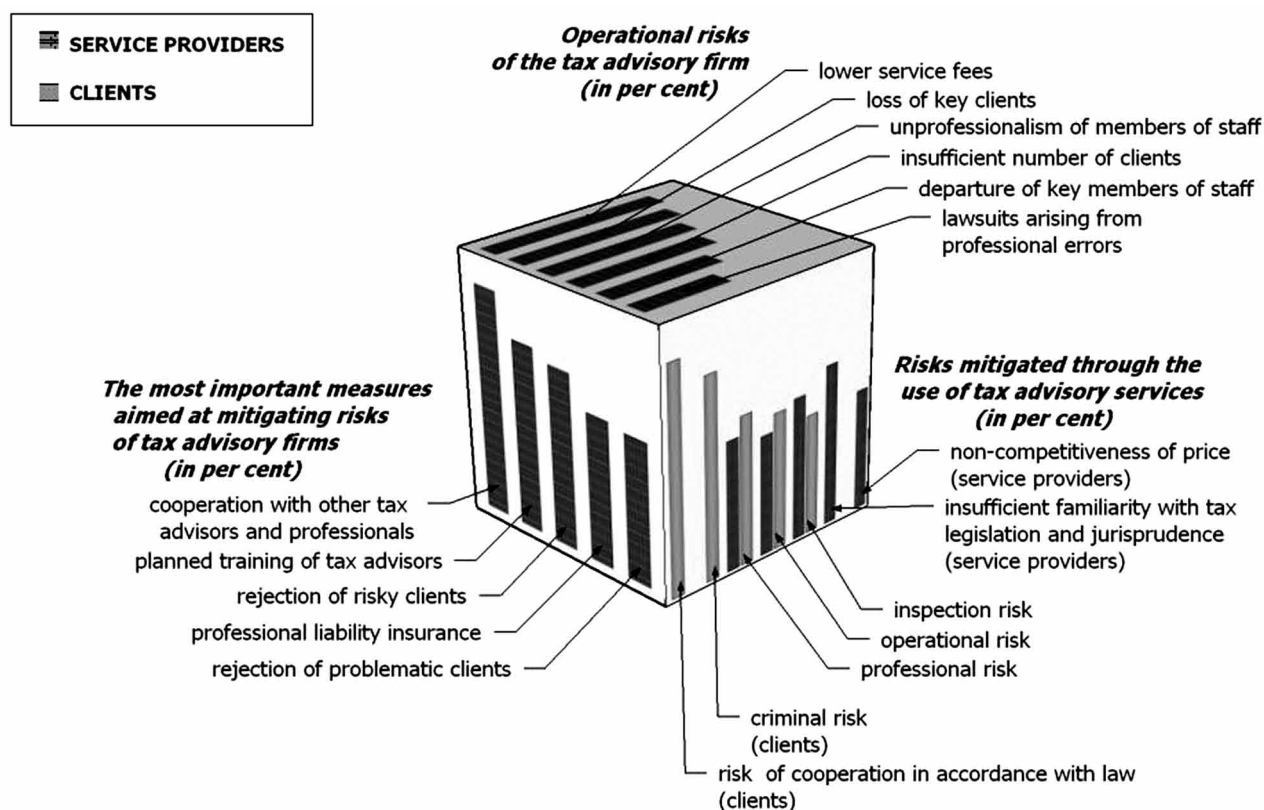 SERVICE PROVIDERS
CLIENTS
Operational risks
of the tax advisory firm
(in per cent)
lower service fees
loss of key clients
unprofessionalism of members of staff
insufficient number of clients
departure of key members of staff
lawsuits arising from
professional errors
The most important measures
aimed at mitigating risks
of tax advisory firms
(in per cent)
cooperation with other tax
advisors and professionals
planned training of tax advisors
rejection of risky clients
professional liability insurance
rejection of problematic clients
Risks mitigated through the
use of tax advisory services
(in per cent)
non-competitiveness of price
(service providers)
insufficient familiarity with tax
legislation and jurisprudence
(service providers)
inspection risk
operational risk
professional risk
criminal risk
(clients)
risk of cooperation in accordance with law
(clients)